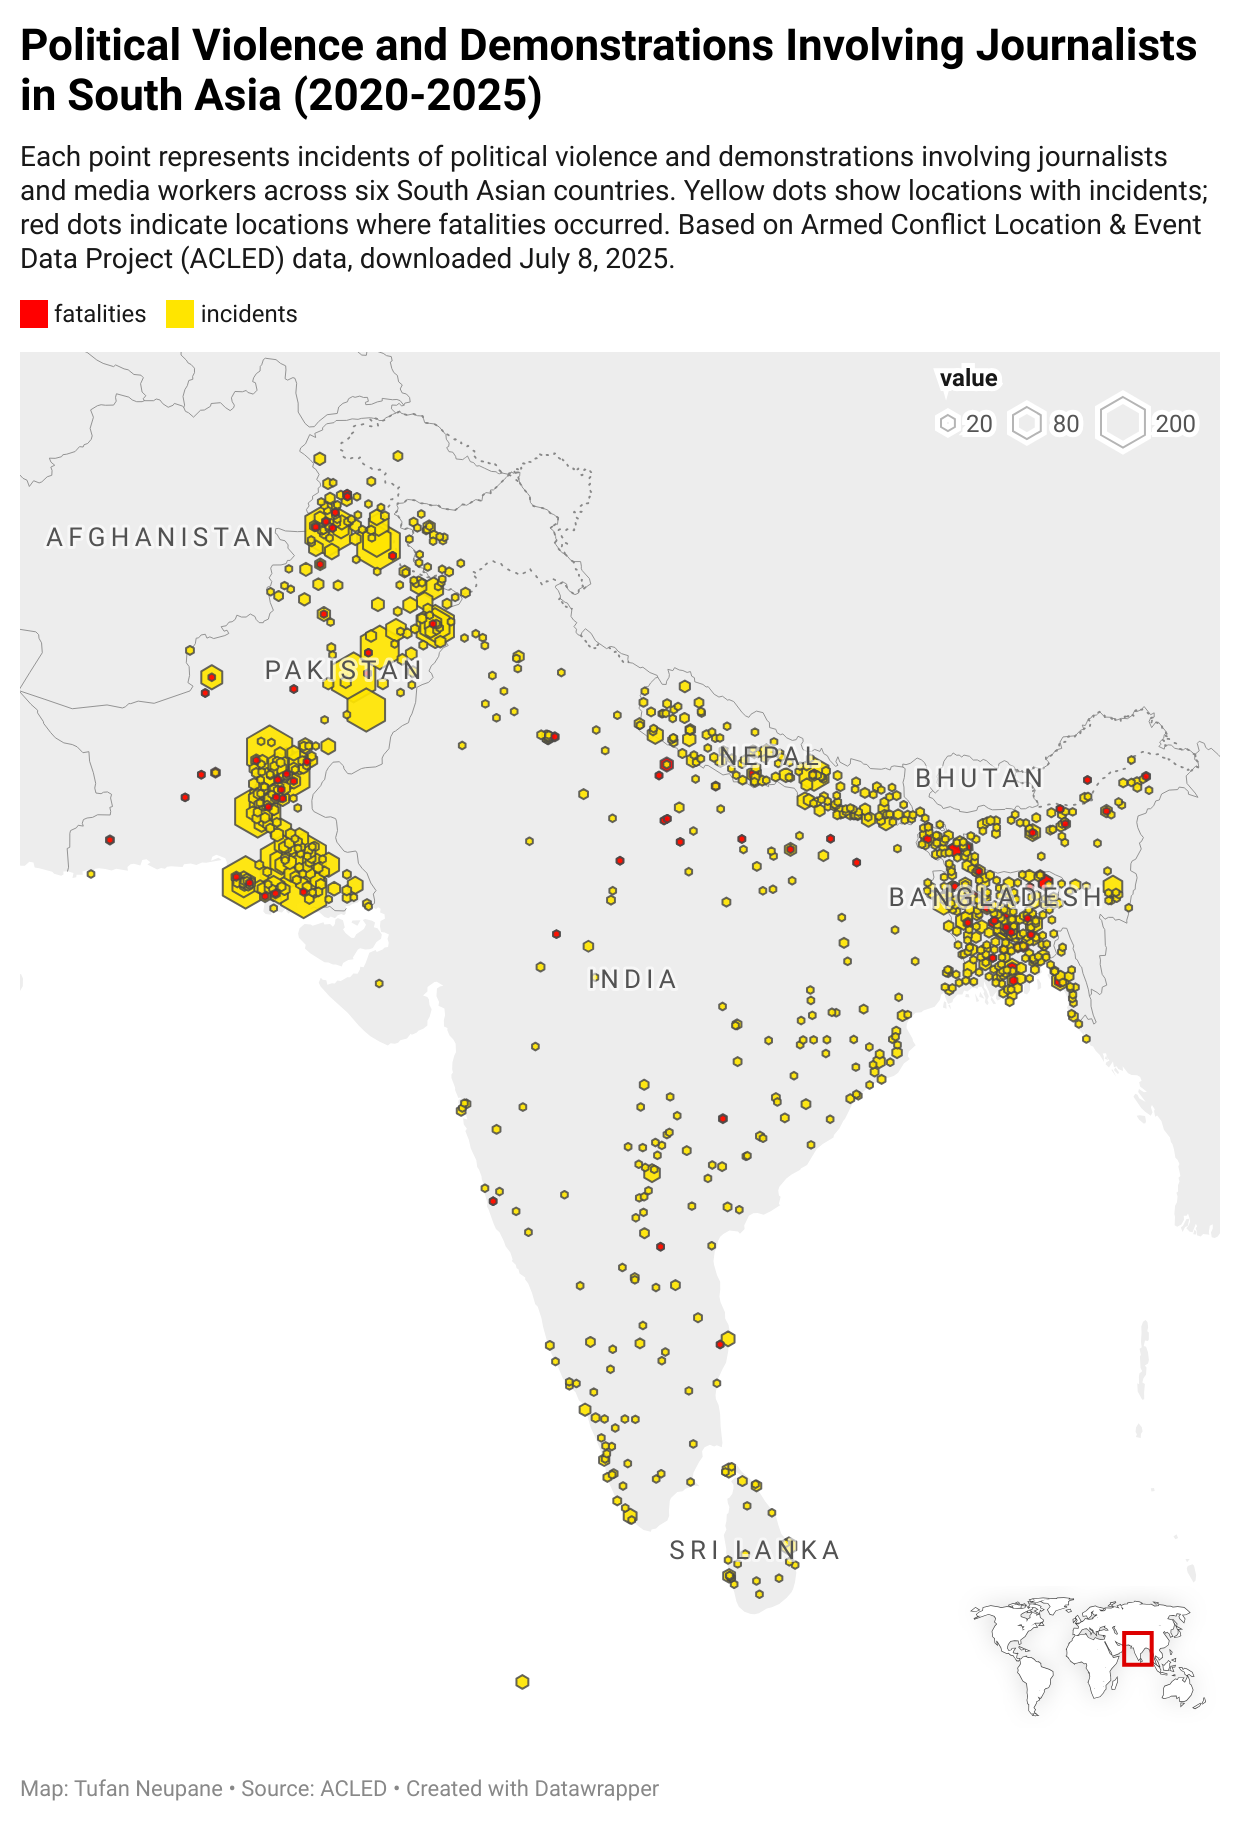 Political Violence and Demonstrations Involving Journalists
in South Asia (2020-2025)
Each point represents incidents of political violence and demonstrations involving journalists
and media workers across six South Asian countries. Yellow dots show locations with incidents;
red dots indicate locations where fatalities occurred. Based on Armed Conflict Location & Event
Data Project (ACLED) data, downloaded July 8, 2025.
fatalities incidents
value
20 80 200
AFGHANISTAN
PAKISTAN
NEPAL
BHUTAN
BANGLADESH
INDIA
SRI LANKA
Map: Tufan Neupane • Source: ACLED • Created with Datawrapper